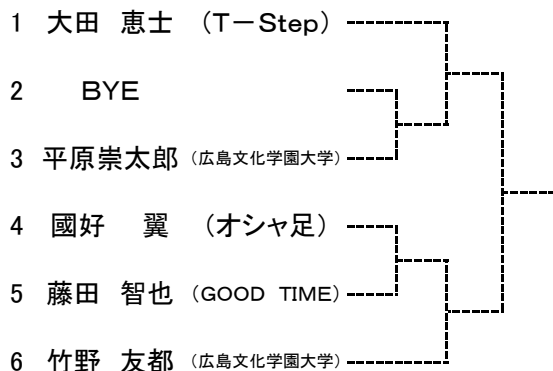 1 大田 恵士 （T－Step）
2 BYE
3 平原崇太郎 （広島文化学園大学）
4 國好 翼 （オシャ足）
5 藤田 智也 （GOOD TIME）
6 竹野 友都 （広島文化学園大学）